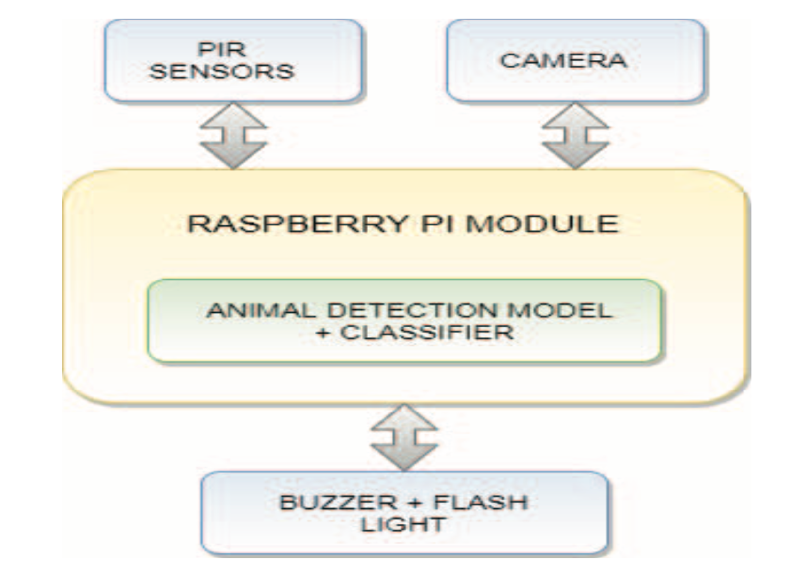 PIR
SENSORS
CAMERA
RASPBERRY PI MODULE
ANIMAL DETECTION MODEL
+ CLASSIFIER
BUZZER + FLASH
LIGHT